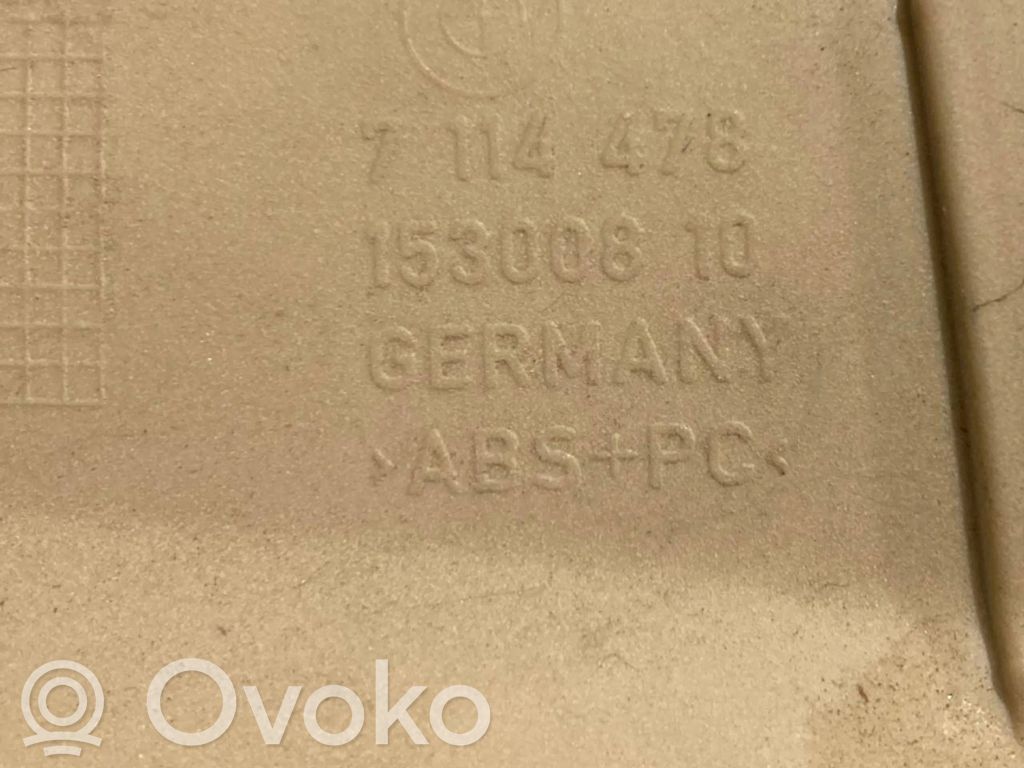 7 114 478
153008 10
GERMANY
>ABS+PC<
Ovoko